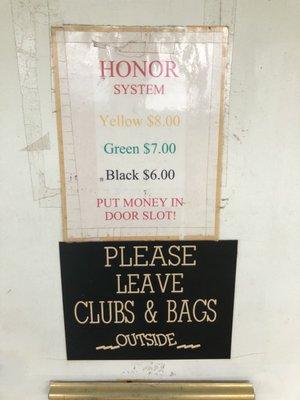 HONOR
SYSTEM
Yellow $8.00
Green $7.00
Black $6.00
PUT MONEY IN
DOOR SLOT!
PLEASE
LEAVE
CLUBS & BAGS
OUTSIDE